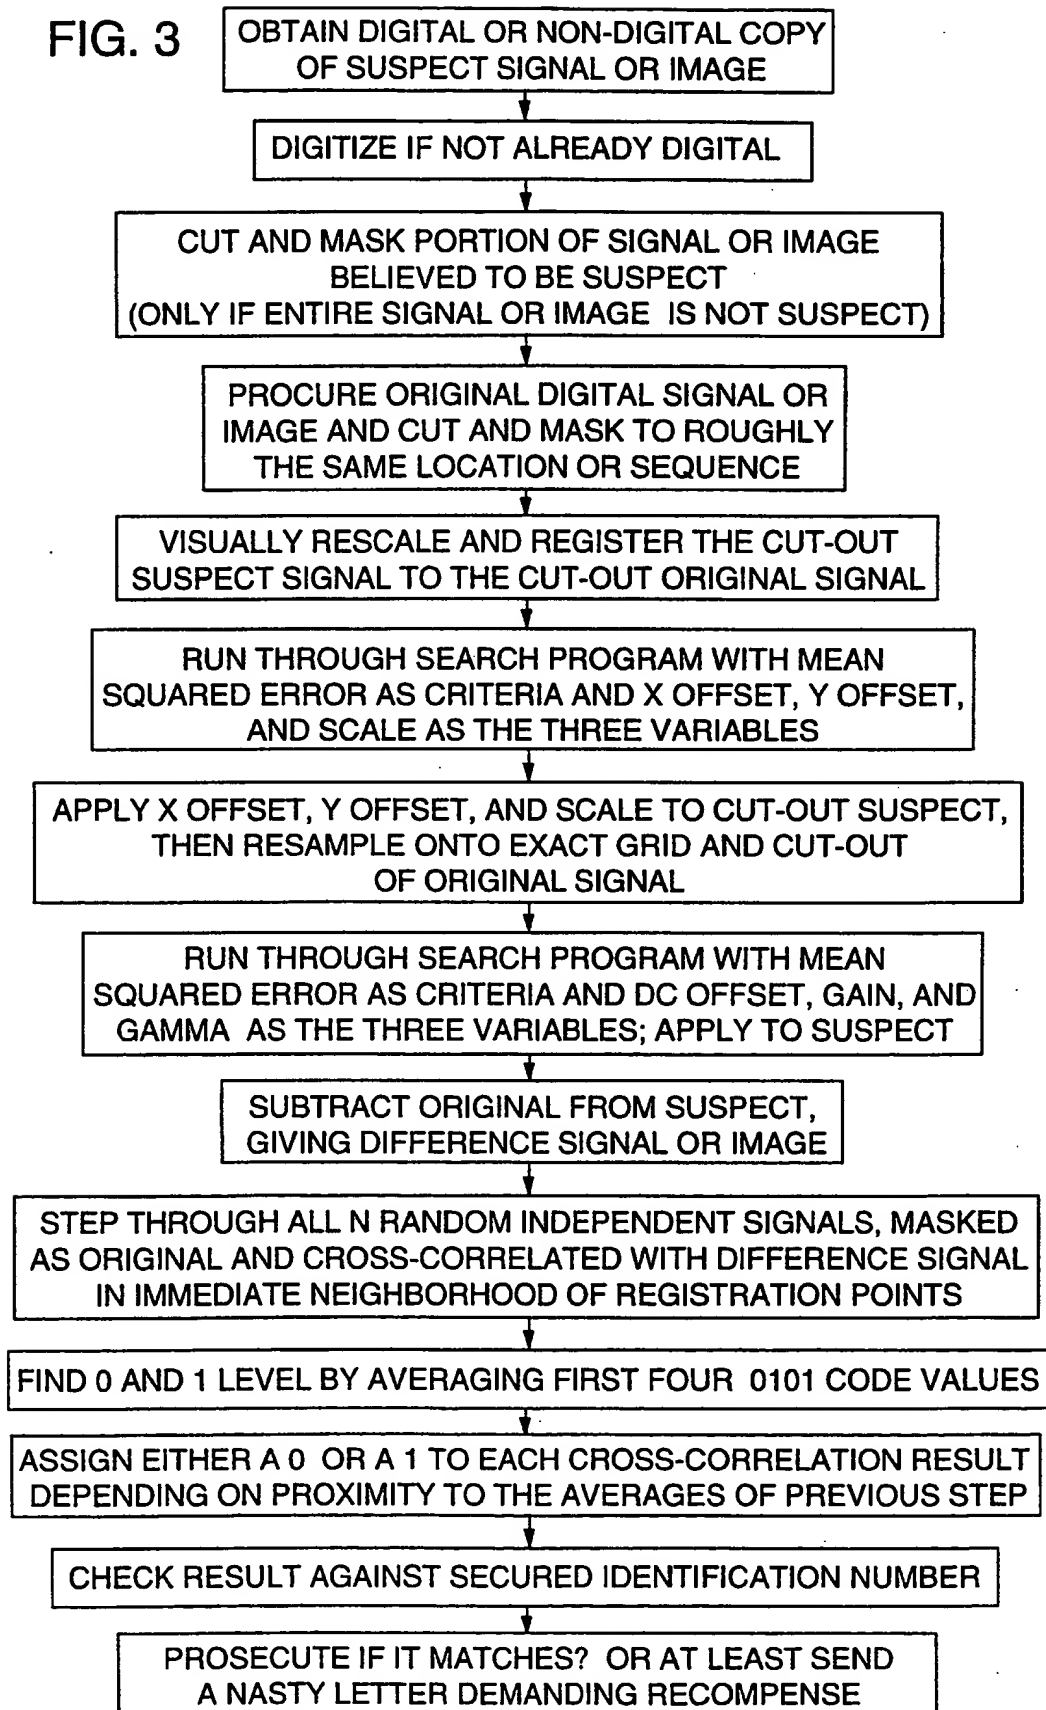 FIG. 3
OBTAIN DIGITAL OR NON-DIGITAL COPY
OF SUSPECT SIGNAL OR IMAGE
DIGITIZE IF NOT ALREADY DIGITAL
CUT AND MASK PORTION OF SIGNAL OR IMAGE
BELIEVED TO BE SUSPECT
(ONLY IF ENTIRE SIGNAL OR IMAGE IS NOT SUSPECT)
PROCURE ORIGINAL DIGITAL SIGNAL OR
IMAGE AND CUT AND MASK TO ROUGHLY
THE SAME LOCATION OR SEQUENCE
VISUALLY RESCALE AND REGISTER THE CUT-OUT
SUSPECT SIGNAL TO THE CUT-OUT ORIGINAL SIGNAL
RUN THROUGH SEARCH PROGRAM WITH MEAN
SQUARED ERROR AS CRITERIA AND X OFFSET, Y OFFSET,
AND SCALE AS THE THREE VARIABLES
APPLY X OFFSET, Y OFFSET, AND SCALE TO CUT-OUT SUSPECT,
THEN RESAMPLE ONTO EXACT GRID AND CUT-OUT
OF ORIGINAL SIGNAL
RUN THROUGH SEARCH PROGRAM WITH MEAN
SQUARED ERROR AS CRITERIA AND DC OFFSET, GAIN, AND
GAMMA AS THE THREE VARIABLES; APPLY TO SUSPECT
SUBTRACT ORIGINAL FROM SUSPECT,
GIVING DIFFERENCE SIGNAL OR IMAGE
STEP THROUGH ALL N RANDOM INDEPENDENT SIGNALS, MASKED
AS ORIGINAL AND CROSS-CORRELATED WITH DIFFERENCE SIGNAL
IN IMMEDIATE NEIGHBORHOOD OF REGISTRATION POINTS
FIND 0 AND 1 LEVEL BY AVERAGING FIRST FOUR 0101 CODE VALUES
ASSIGN EITHER A 0 OR A 1 TO EACH CROSS-CORRELATION RESULT
DEPENDING ON PROXIMITY TO THE AVERAGES OF PREVIOUS STEP
CHECK RESULT AGAINST SECURED IDENTIFICATION NUMBER
PROSECUTE IF IT MATCHES? OR AT LEAST SEND
A NASTY LETTER DEMANDING RECOMPENSE